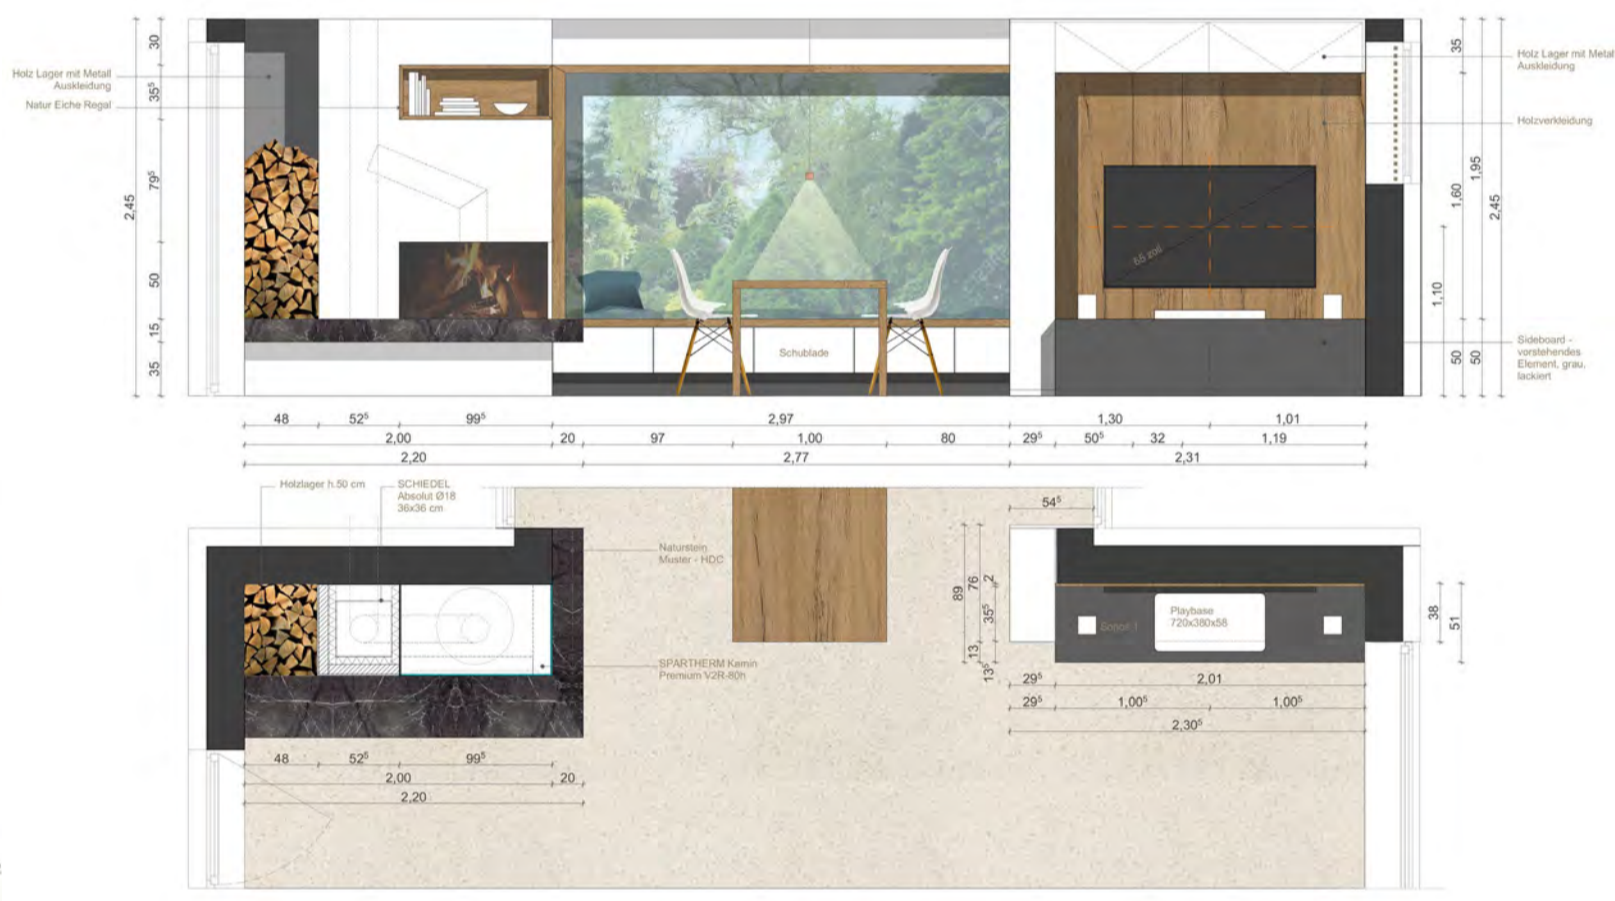 Holz Lager mit Metall
Auskleidung
Natur Eiche Regal
30
35⁵
79⁵
50
15
35
2,45
65 zoll
Schublade
Holz Lager mit Metal
Auskleidung
Holzverkleidung
Sideboard -
vorstehendes
Element, grau,
lackiert
35
1,60
1,95
2,45
1,10
50
50
48
52⁵
99⁵
2,97
1,30
1,01
2,00
20
97
1,00
80
29⁵
50⁵
32
1,19
2,20
2,77
2,31
Holzlager h.50 cm
SCHIEDEL
Absolut Ø18
36x36 cm
Naturstein
Muster - HDC
SPARTHERM Kamin
Premium V2R-80h
54⁵
89
76
2
35⁵
13
13⁵
Playbase
720x380x58
38
51
29⁵
2,01
29⁵
1,00⁵
1,00⁵
2,30⁵
48
52⁵
99⁵
2,00
20
2,20